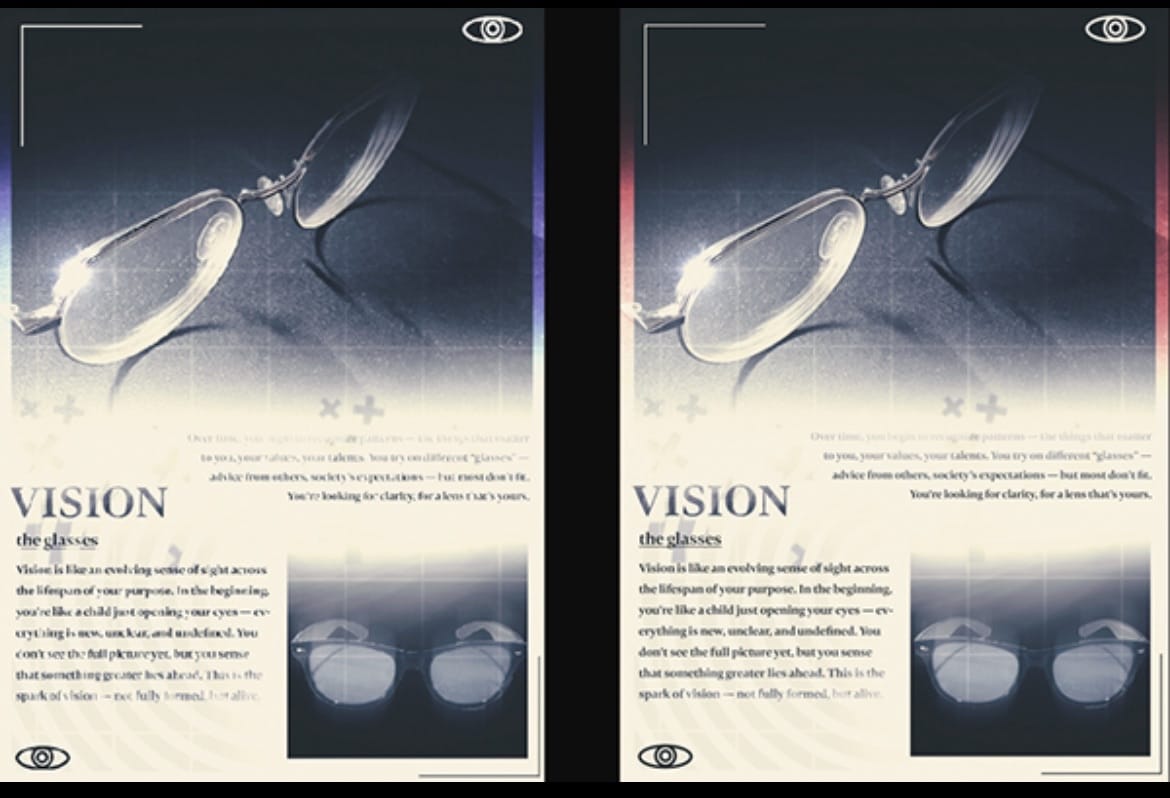 Over time, you begin to recognize patterns — the things that matter
to you, your values, your talents. You try on different “glasses” —
advice from others, society's expectations — but most don't fit.
You're looking for clarity, for a lens that's yours.
VISION
the glasses
Vision is like an evolving sense of sight across
the lifespan of your purpose. In the beginning,
you're like a child just opening your eyes — ev-
erything is new, unclear, and undefined. You
don't see the full picture yet, but you sense
that something greater lies ahead. This is the
spark of vision — not fully formed, but alive.
Over time, you begin to recognize patterns — the things that matter
to you, your values, your talents. You try on different “glasses” —
advice from others, society's expectations — but most don't fit.
You're looking for clarity, for a lens that's yours.
VISION
the glasses
Vision is like an evolving sense of sight across
the lifespan of your purpose. In the beginning,
you're like a child just opening your eyes — ev-
erything is new, unclear, and undefined. You
don't see the full picture yet, but you sense
that something greater lies ahead. This is the
spark of vision — not fully formed, but alive.